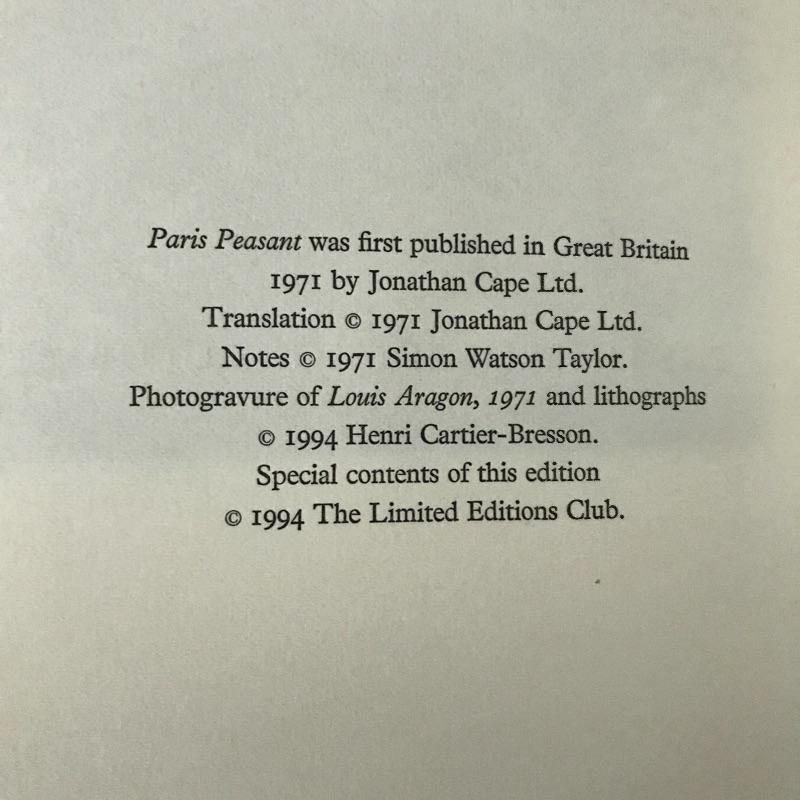 Paris Peasant was first published in Great Britain
1971 by Jonathan Cape Ltd.
Translation © 1971 Jonathan Cape Ltd.
Notes © 1971 Simon Watson Taylor.
Photogravure of Louis Aragon, 1971 and lithographs
© 1994 Henri Cartier-Bresson.
Special contents of this edition
© 1994 The Limited Editions Club.